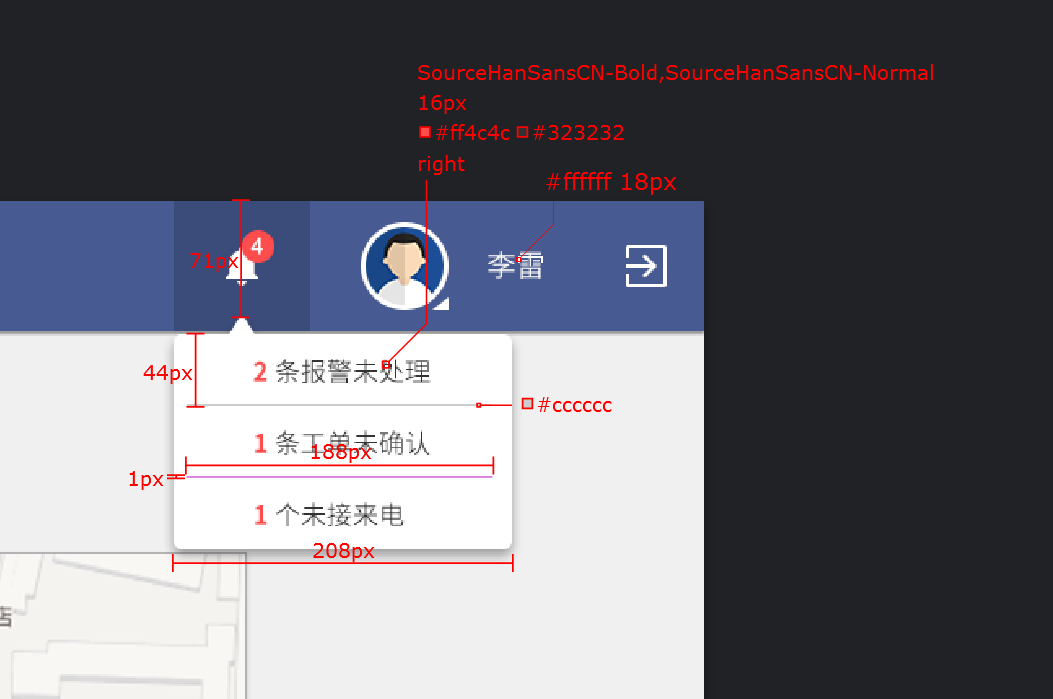 SourceHanSansCN-Bold,SourceHanSansCN-Normal
16px
#ff4c4c #323232
right
#ffffff 18px
4
71px
李雷
44px
2 条报警未处理
#cccccc
1 条工单未确认
188px
1px
1 个未接来电
208px
店